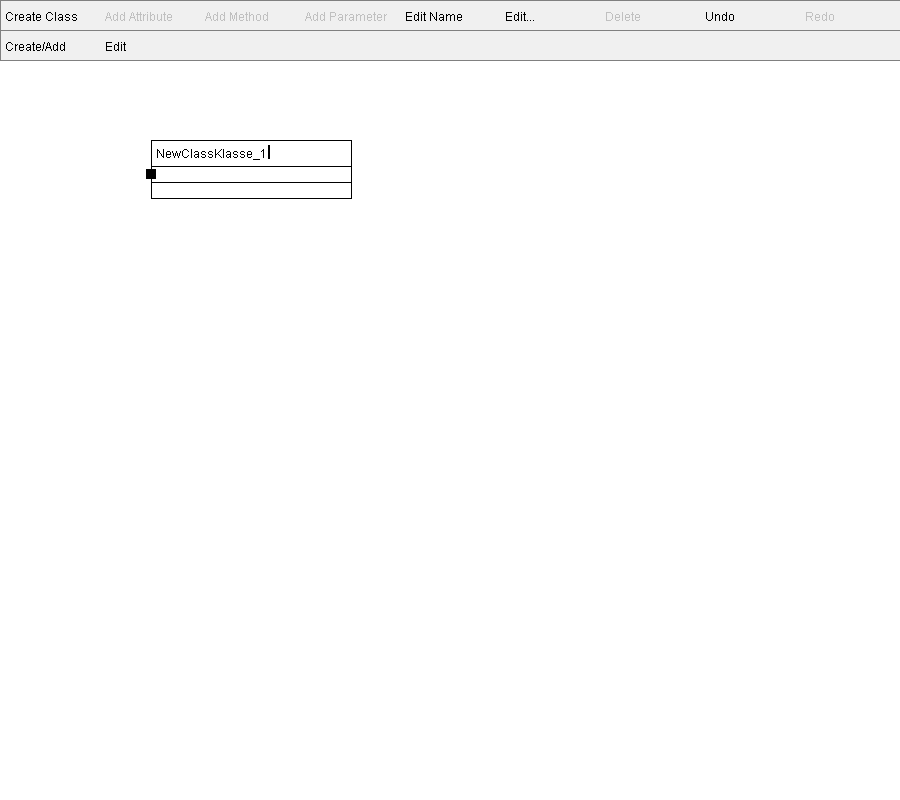 Create Class Add Attribute Add Method Add Parameter Edit Name Edit... Delete Undo Redo
Create/Add Edit
NewClassKlasse_1